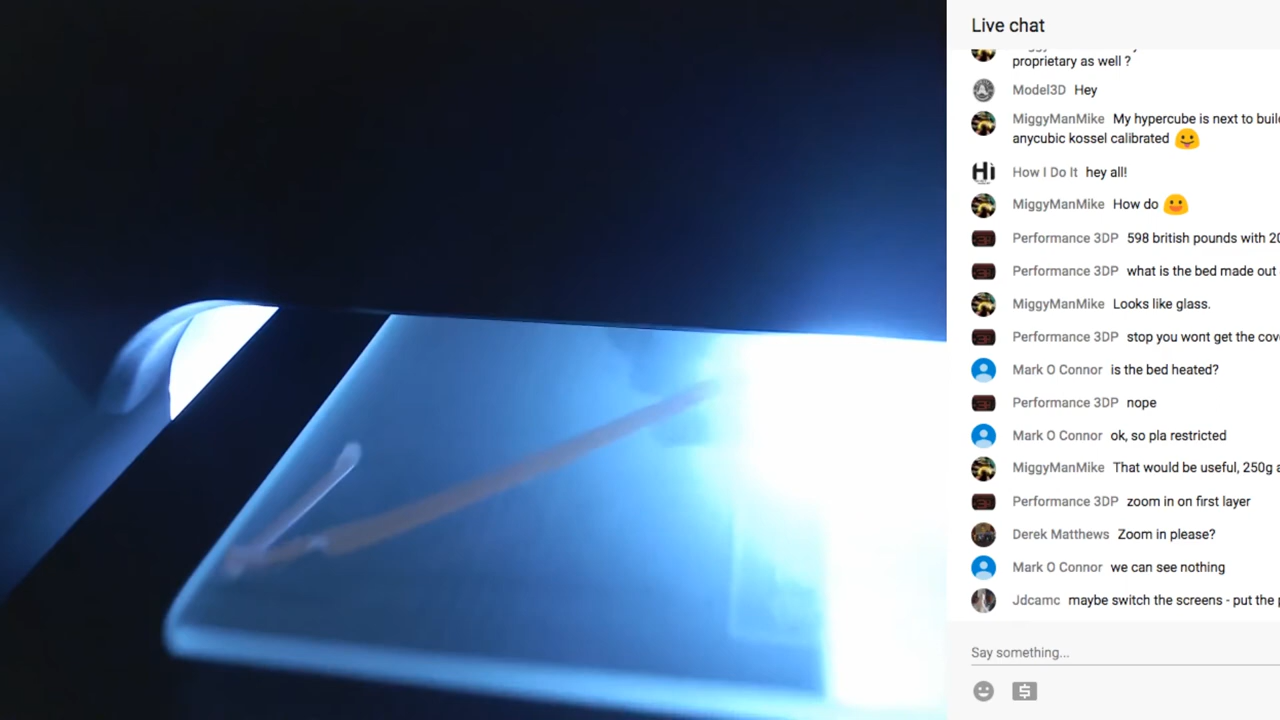 Live chat
proprietary as well ?
Model3D Hey
MiggyManMike My hypercube is next to
anycubic kossel calibrated
Hi
How I Do It hey all!
MiggyManMike How do
Performance 3DP 598 british pounds with
Performance 3DP what is the bed made out
MiggyManMike Looks like glass.
Performance 3DP stop you wont get the
Mark O Connor is the bed heated?
Performance 3DP nope
Mark O Connor ok, so pla restricted
MiggyManMike That would be useful, 250g
Performance 3DP zoom in on first layer
Derek Matthews Zoom in please?
Mark O Connor we can see nothing
Jdcamc maybe switch the screens - put the
Say something...